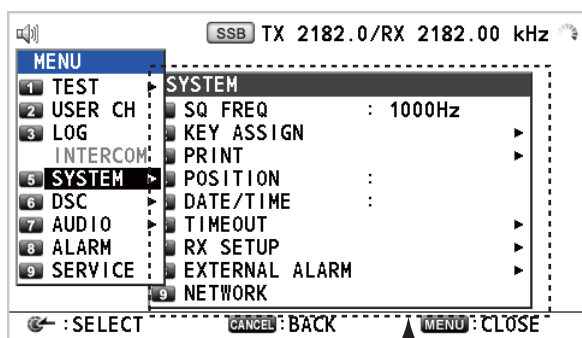 SSB TX 2182.0/RX 2182.00 kHz
MENU
1 TEST
2 USER CH
3 LOG
INTERCOM
5 SYSTEM
6 DSC
7 AUDIO
8 ALARM
9 SERVICE
SYSTEM
SQ FREQ : 1000Hz
KEY ASSIGN
PRINT
POSITION :
DATE/TIME :
TIMEOUT
RX SETUP
EXTERNAL ALARM
9 NETWORK
: SELECT CANCEL : BACK MENU : CLOSE